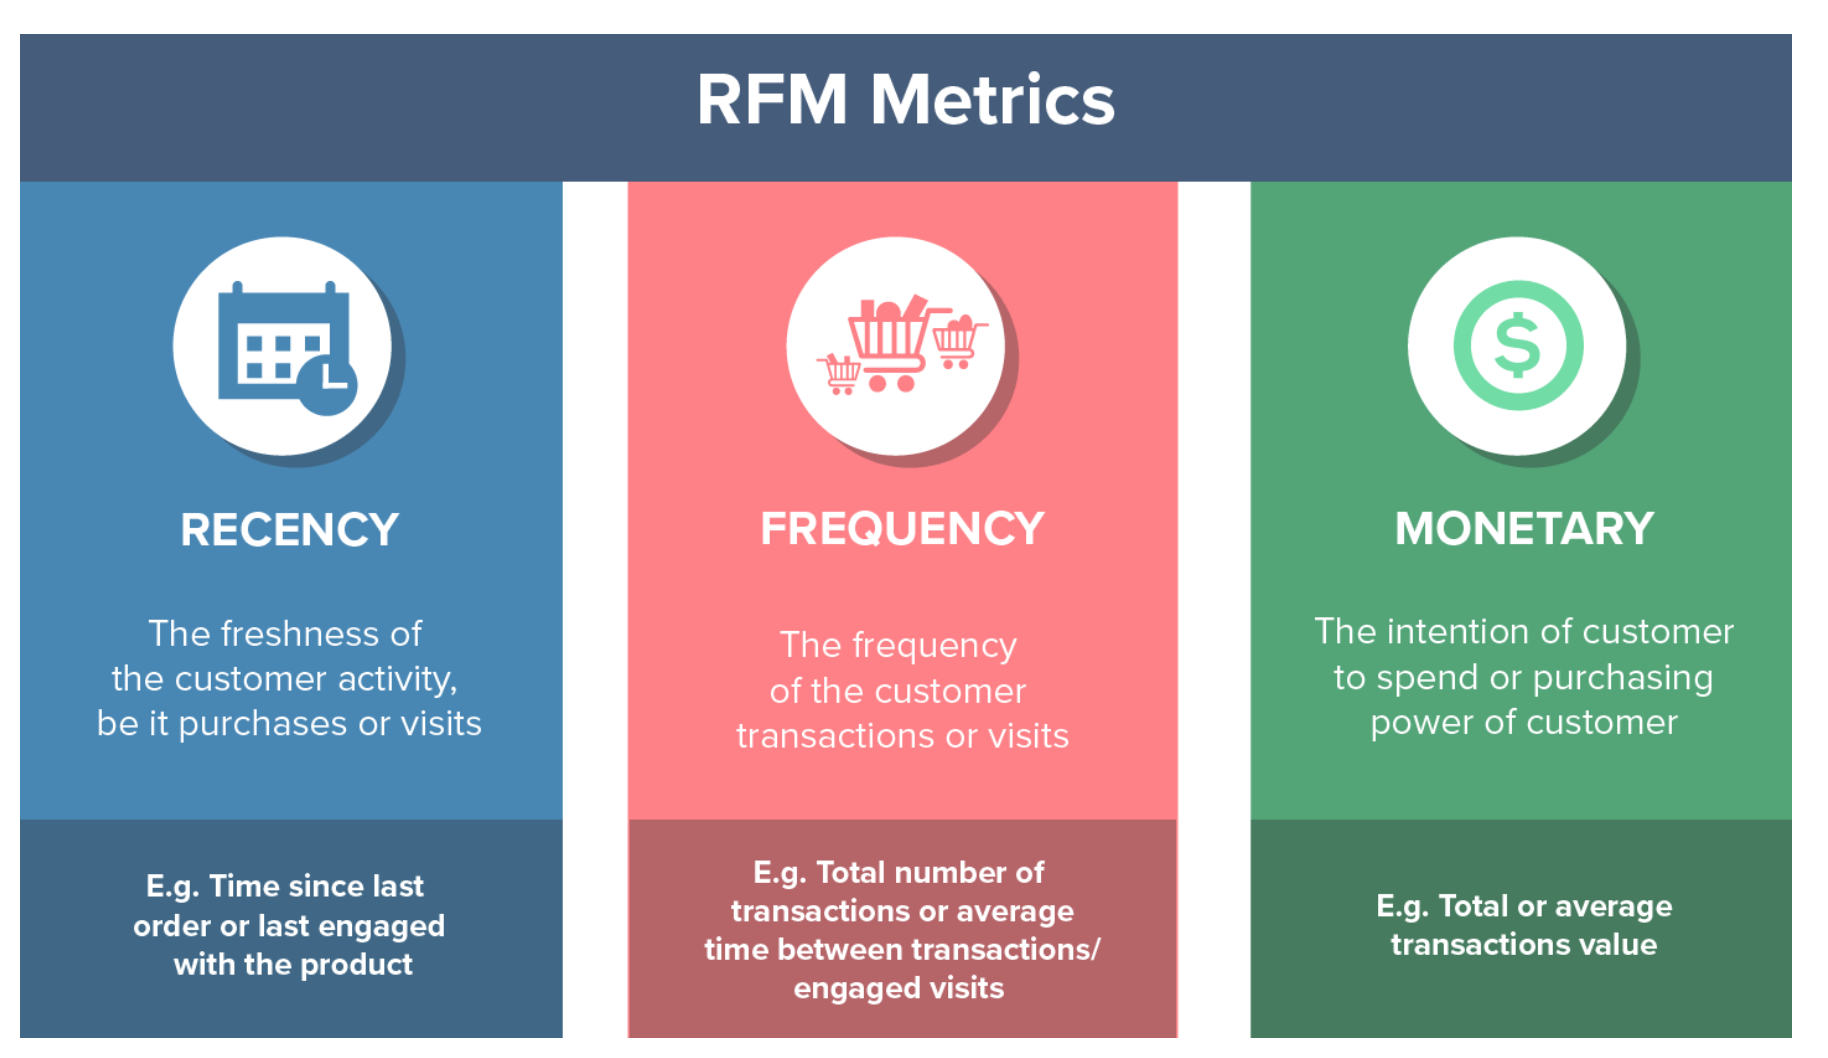 RFM Metrics
RECENCY
The freshness of
the customer activity,
be it purchases or visits
E.g. Time since last
order or last engaged
with the product
FREQUENCY
The frequency
of the customer
transactions or visits
E.g. Total number of
transactions or average
time between transactions/
engaged visits
$
MONETARY
The intention of customer
to spend or purchasing
power of customer
E.g. Total or average
transactions value